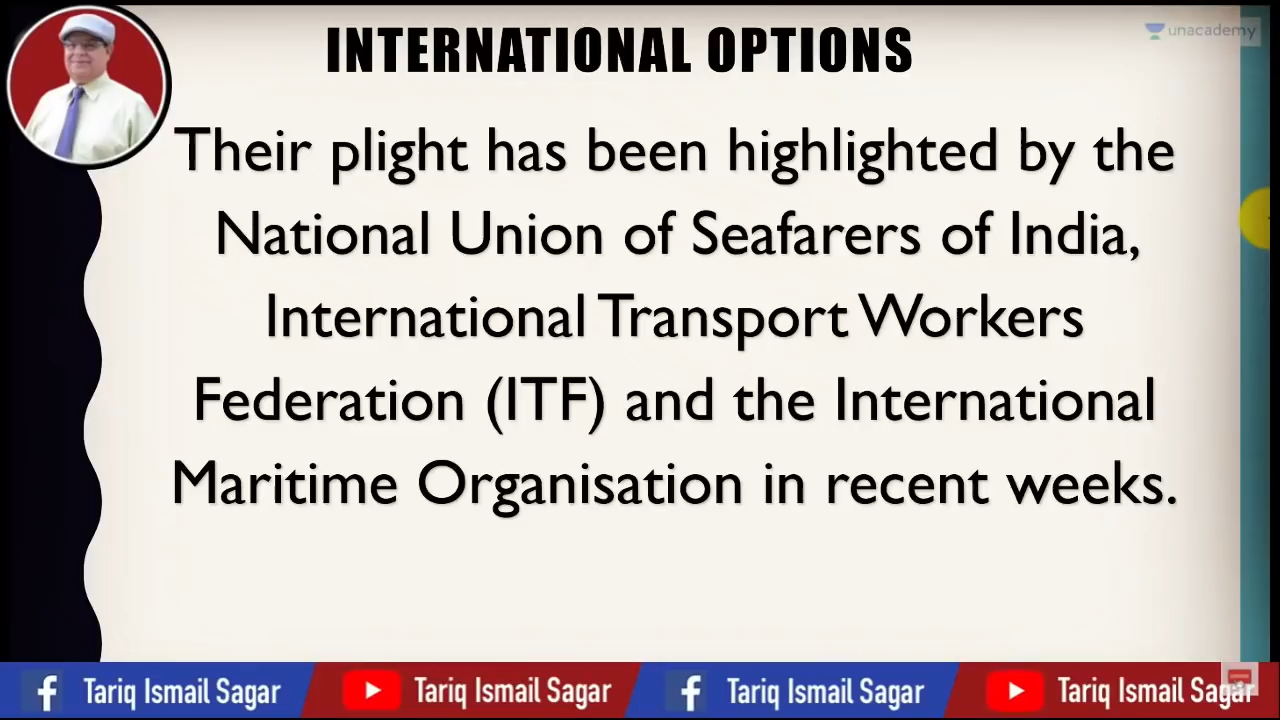 INTERNATIONAL OPTIONS
unacademy
Their plight has been highlighted by the
National Union of Seafarers of India,
International Transport Workers
Federation (ITF) and the International
Maritime Organisation in recent weeks.
Tariq Ismail Sagar Tariq Ismail Sagar Tariq Ismail Sagar Tariq Ismail Sagar